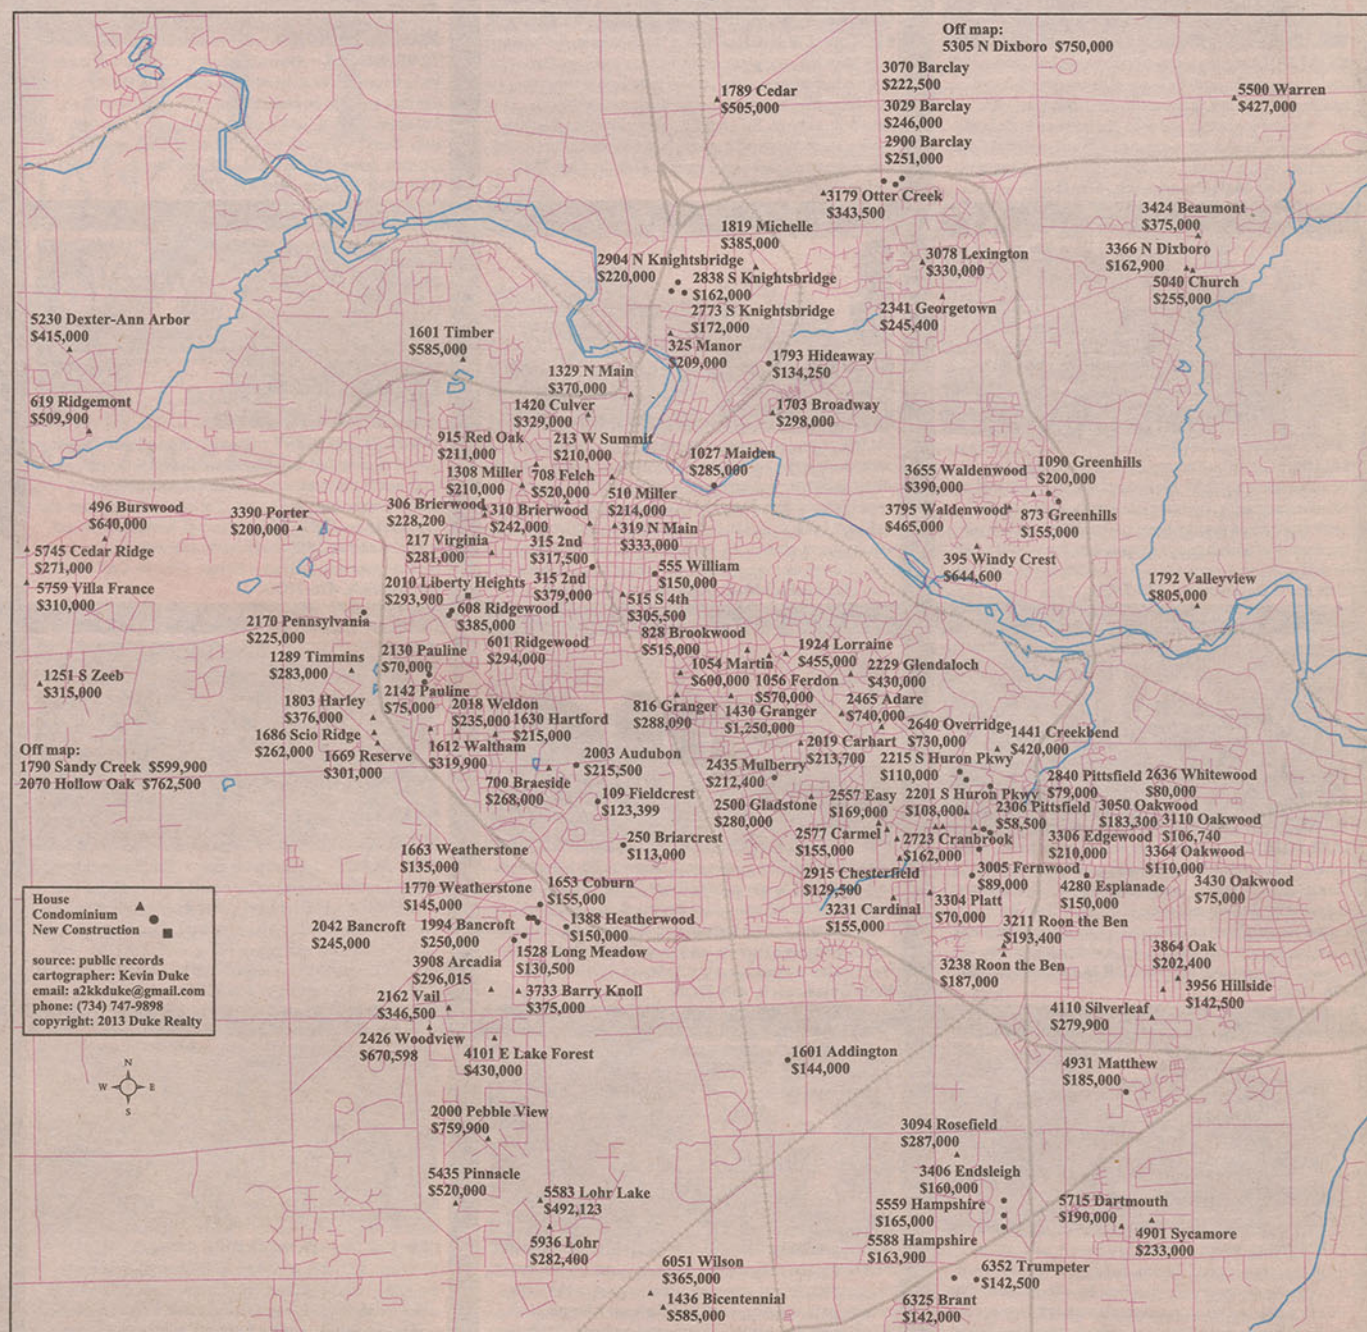 Off map:
5305 N Dixboro $750,000
3070 Barclay
$222,500
1789 Cedar
$505,000
5500 Warren
$427,000
3029 Barclay
$246,000
2900 Barclay
$251,000
3179 Otter Creek
$343,500
3424 Beaumont
$375,000
1819 Michelle
$385,000
3366 N Dixboro
$162,900
2904 N Knightsbridge
$220,000
3078 Lexington
$330,000
2838 S Knightsbridge
$162,000
5040 Church
$255,000
2773 S Knightsbridge
$172,000
2341 Georgetown
$245,400
5230 Dexter-Ann Arbor
$415,000
1601 Timber
$585,000
325 Manor
$209,000
1793 Hideaway
$134,250
1329 N Main
$370,000
619 Ridgemont
$509,900
1420 Culver
$329,000
1703 Broadway
$298,000
915 Red Oak
$211,000
213 W Summit
$210,000
1027 Maiden
$285,000
1090 Greenhills
$200,000
1308 Miller
$210,000
708 Felch
$520,000
3655 Waldenwood
$390,000
510 Miller
$214,000
496 Burswood
$640,000
3390 Porter
$200,000
306 Brierwood
$228,200
310 Brierwood
$242,000
3795 Waldenwood
$465,000
873 Greenhills
$155,000
319 N Main
$333,000
217 Virginia
$281,000
315 2nd
$317,500
5745 Cedar Ridge
$271,000
395 Windy Crest
$644,600
555 William
$150,000
2010 Liberty Heights
$293,900
315 2nd
$379,000
1792 Valleyview
$805,000
5759 Villa France
$310,000
515 S 4th
$305,500
608 Ridgewood
$385,000
2170 Pennsylvania
$225,000
828 Brookwood
$515,000
601 Ridgewood
$294,000
1924 Lorraine
$455,000
2130 Pauline
$70,000
1289 Timmins
$283,000
1054 Martin
$600,000
2229 Glendaloch
$430,000
1251 S Zeeb
$315,000
1056 Ferdon
$570,000
2142 Pauline
$75,000
1803 Harley
$376,000
2018 Weldon
$235,000
816 Granger
$288,090
1430 Granger
$1,250,000
2465 Adare
$740,000
1630 Hartford
$215,000
2640 Overridge
$730,000
1686 Scio Ridge
$262,000
1441 Creekbend
$420,000
Off map:
1790 Sandy Creek $599,900
2070 Hollow Oak $762,500
1669 Reserve
$301,000
1612 Waltham
$319,900
2003 Audubon
$215,500
2019 Carhart
$213,700
2435 Mulberry
$212,400
2215 S Huron Pkwy
$110,000
2840 Pittsfield
$79,000
2636 Whitewood
$80,000
700 Braeside
$268,000
109 Fieldcrest
$123,399
2500 Gladstone
$280,000
2557 Easy
$169,000
2201 S Huron Pkwy
$108,000
2306 Pittsfield
$58,500
3050 Oakwood
$183,300
3110 Oakwood
$106,740
250 Briarcrest
$113,000
2577 Carmel
$155,000
2723 Cranbrook
$162,000
3306 Edgewood
$210,000
3364 Oakwood
$110,000
1663 Weatherstone
$135,000
2915 Chesterfield
$129,500
3005 Fernwood
$89,000
1770 Weatherstone
$145,000
1653 Coburn
$155,000
4280 Esplanade
$150,000
3430 Oakwood
$75,000
House
Condominium
New Construction
3304 Platt
$70,000
3231 Cardinal
$155,000
2042 Bancroft
$245,000
1994 Bancroft
$250,000
1388 Heatherwood
$150,000
3211 Roon the Ben
$193,400
1528 Long Meadow
$130,500
3864 Oak
$202,400
source: public records
cartographer: Kevin Duke
email: a2kkduke@gmail.com
phone: (734) 747-9898
copyright: 2013 Duke Realty
3908 Arcadia
$296,015
3238 Roon the Ben
$187,000
3956 Hillside
$142,500
2162 Vail
$346,500
3733 Barry Knoll
$375,000
4110 Silverleaf
$279,900
2426 Woodview
$670,598
4101 E Lake Forest
$430,000
1601 Addington
$144,000
N
W E
S
4931 Matthew
$185,000
2000 Pebble View
$759,900
3094 Rosefield
$287,000
5435 Pinnacle
$520,000
3406 Endsleigh
$160,000
5583 Lohr Lake
$492,123
5559 Hampshire
$165,000
5715 Dartmouth
$190,000
5936 Lohr
$282,400
5588 Hampshire
$163,900
4901 Sycamore
$233,000
6051 Wilson
$365,000
6352 Trumpeter
$142,500
1436 Bicentennial
$585,000
6325 Brant
$142,000